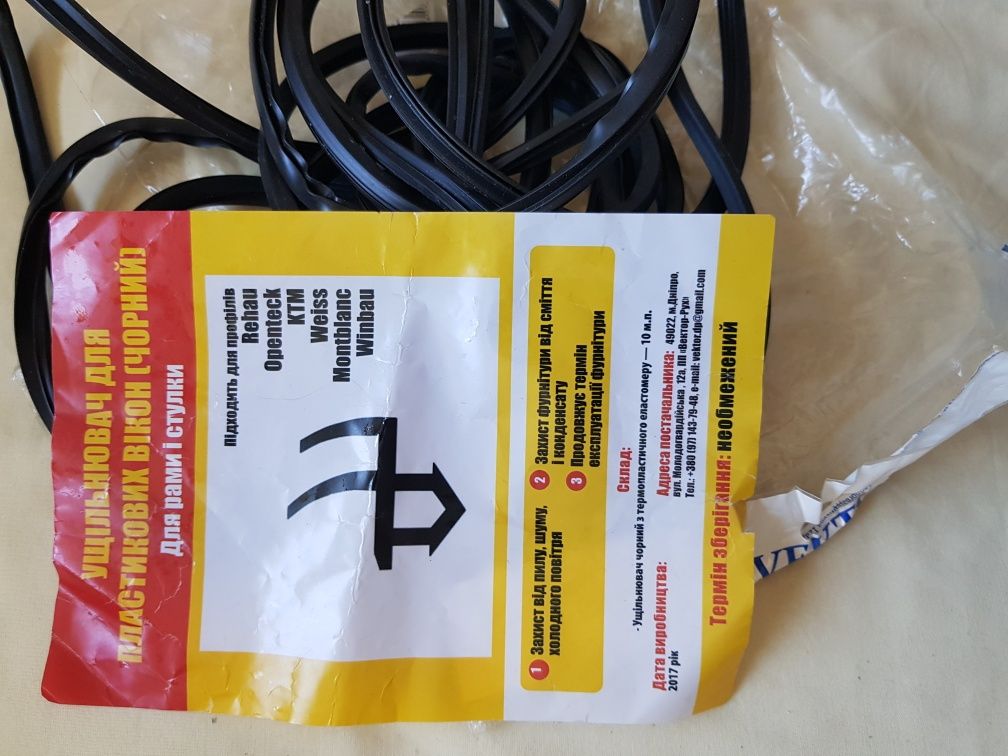 УЩІЛЬНЮВАЧ ДЛЯ
ПЛАСТИКОВИХ ВІКОН (ЧОРНИЙ)
Для рами і стулки
Підходить для профілів
Rehau
Openteck
KTM
Weiss
Montblanc
Winbau
1 Захист від пилу, шуму,
холодного повітря
2 Захист фурнітури від сміття
і конденсату
3 Продовжує термін
експлуатації фурнітури
Склад:
- Ущільнювач чорний з термопластичного еластомеру — 10 м.п.
Дата виробництва:
2017 рік
Адреса постачальника: 49022, м.Дніпро,
вул. Молодогвардійська , 12а, ПП «Вектор-Рух»
Тел.: +380 (97) 143-79-48, e-mail: vektor.dp@gmail.com
Термін зберігання: необмежений